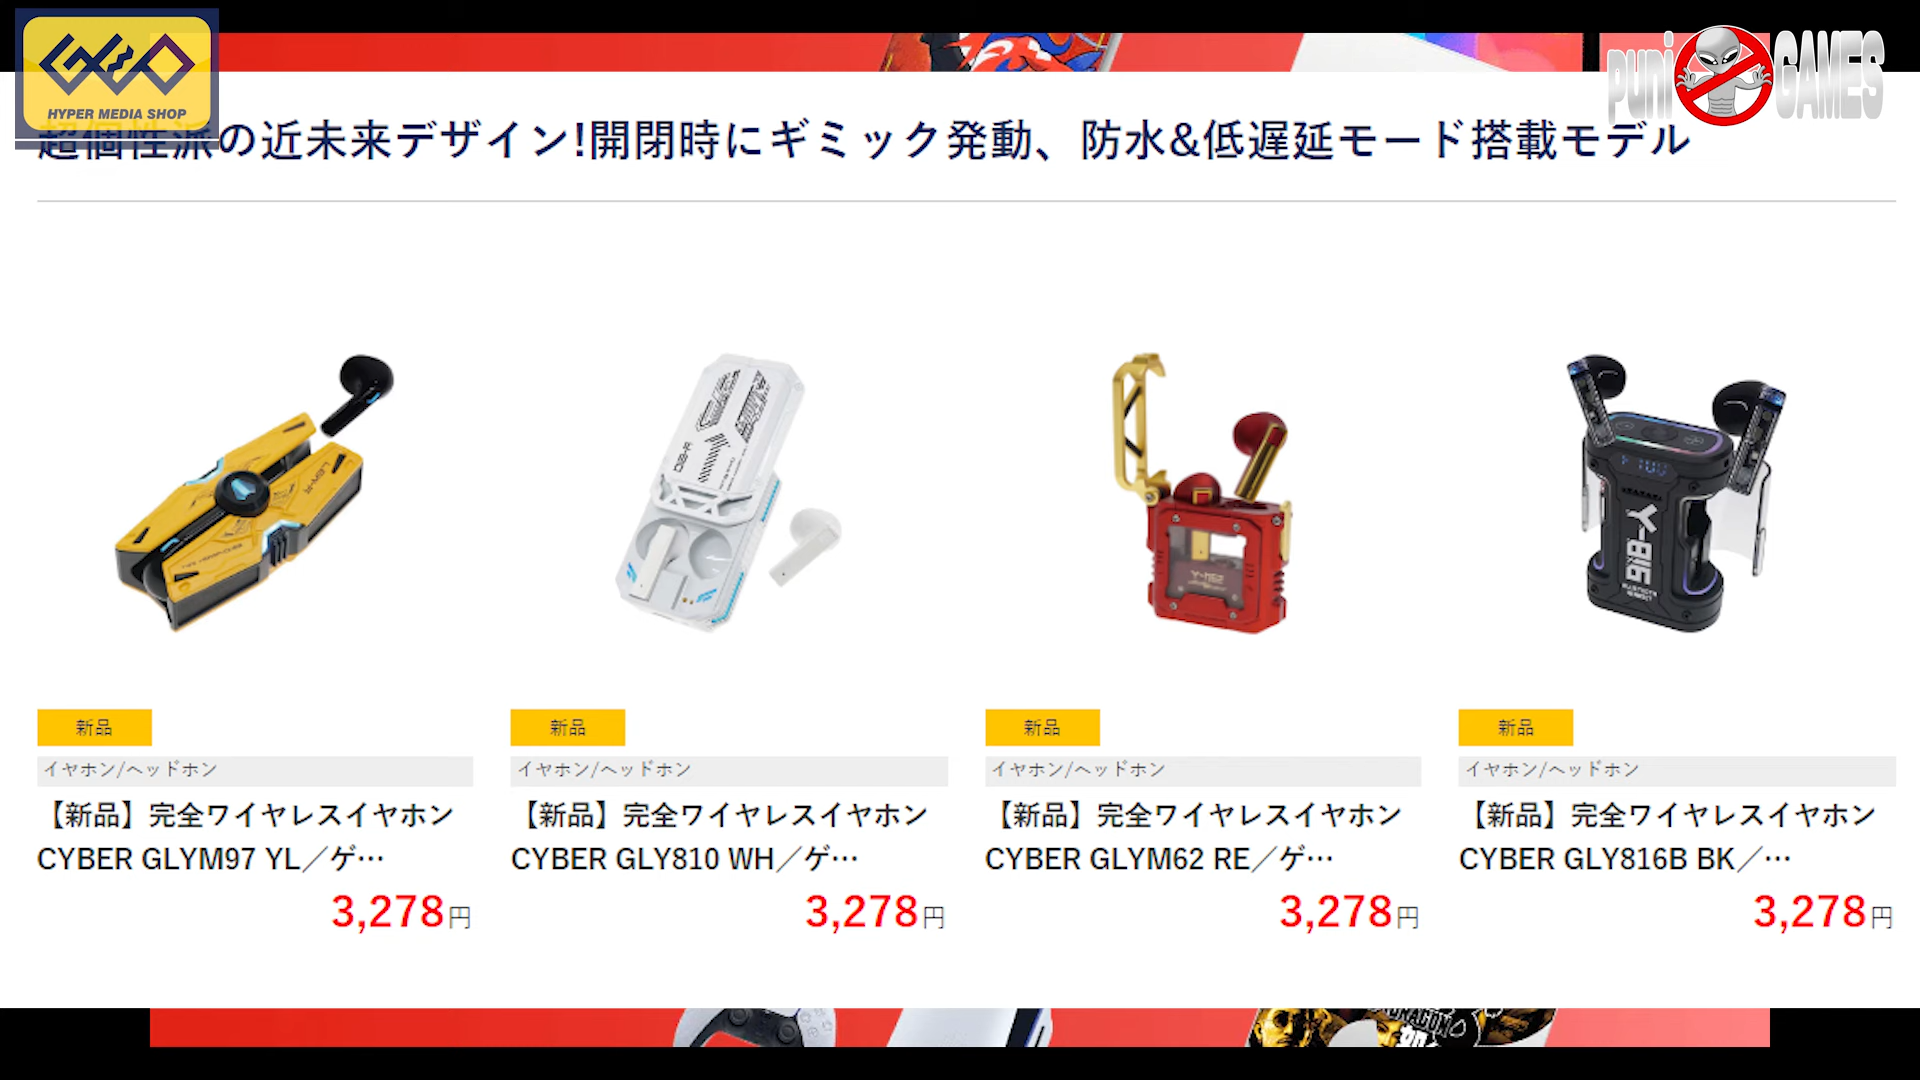 GEO
HYPER MEDIA SHOP
puni GAMES
超個性派の近未来デザイン!開閉時にギミック発動、防水&低遅延モード搭載モデル
Y-M62
Y-816
新品
イヤホン/ヘッドホン
【新品】完全ワイヤレスイヤホン
CYBER GLYM97 YL／ゲ…
3,278円
新品
イヤホン/ヘッドホン
【新品】完全ワイヤレスイヤホン
CYBER GLY810 WH／ゲ…
3,278円
新品
イヤホン/ヘッドホン
【新品】完全ワイヤレスイヤホン
CYBER GLYM62 RE／ゲ…
3,278円
新品
イヤホン/ヘッドホン
【新品】完全ワイヤレスイヤホン
CYBER GLY816B BK／…
3,278円